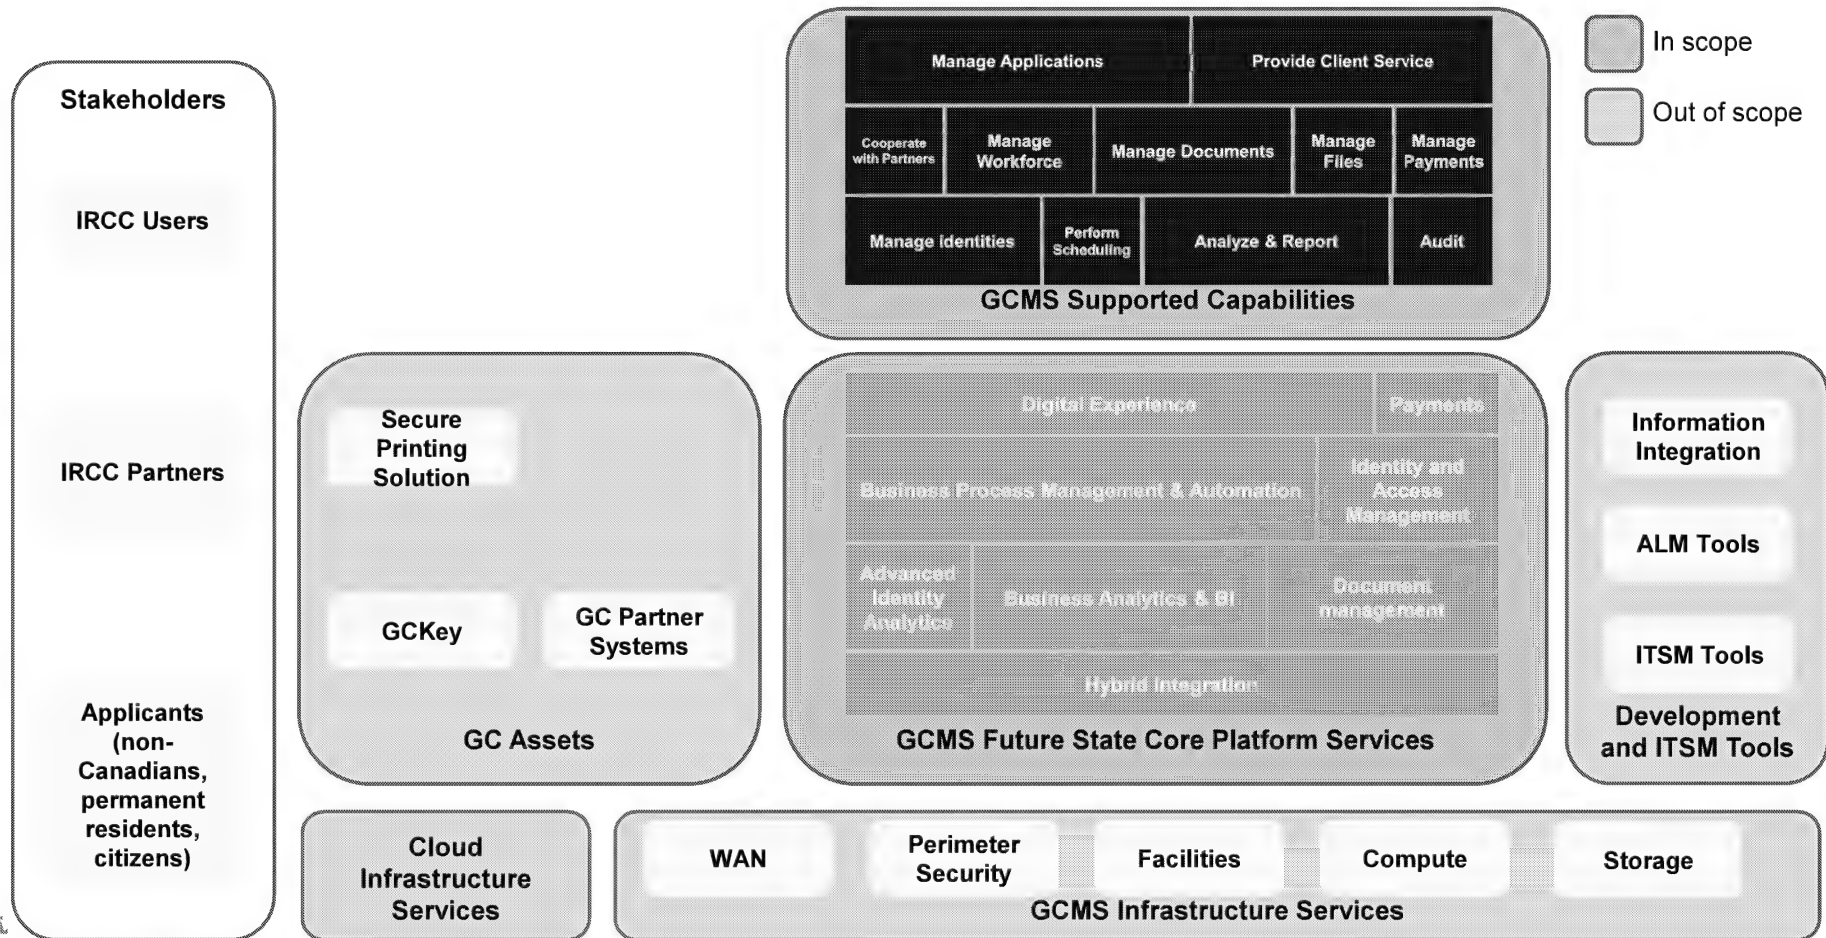 In scope
Out of scope
Stakeholders
IRCC Users
IRCC Partners
Applicants
(non-
Canadians,
permanent
residents,
citizens)
Manage Applications
Provide Client Service
Cooperate
with Partners
Manage
Workforce
Manage Documents
Manage
Files
Manage
Payments
Manage Identities
Perform
Scheduling
Analyze & Report
Audit
GCMS Supported Capabilities
Secure
Printing
Solution
GCKey
GC Partner
Systems
GC Assets
Digital Experience
Payments
Business Process Management & Automation
Identity and
Access
Management
Advanced
Identity
Analytics
Business Analytics & BI
Document
management
Hybrid Integration
GCMS Future State Core Platform Services
Information
Integration
ALM Tools
ITSM Tools
Development
and ITSM Tools
Cloud
Infrastructure
Services
WAN
Perimeter
Security
Facilities
Compute
Storage
GCMS Infrastructure Services